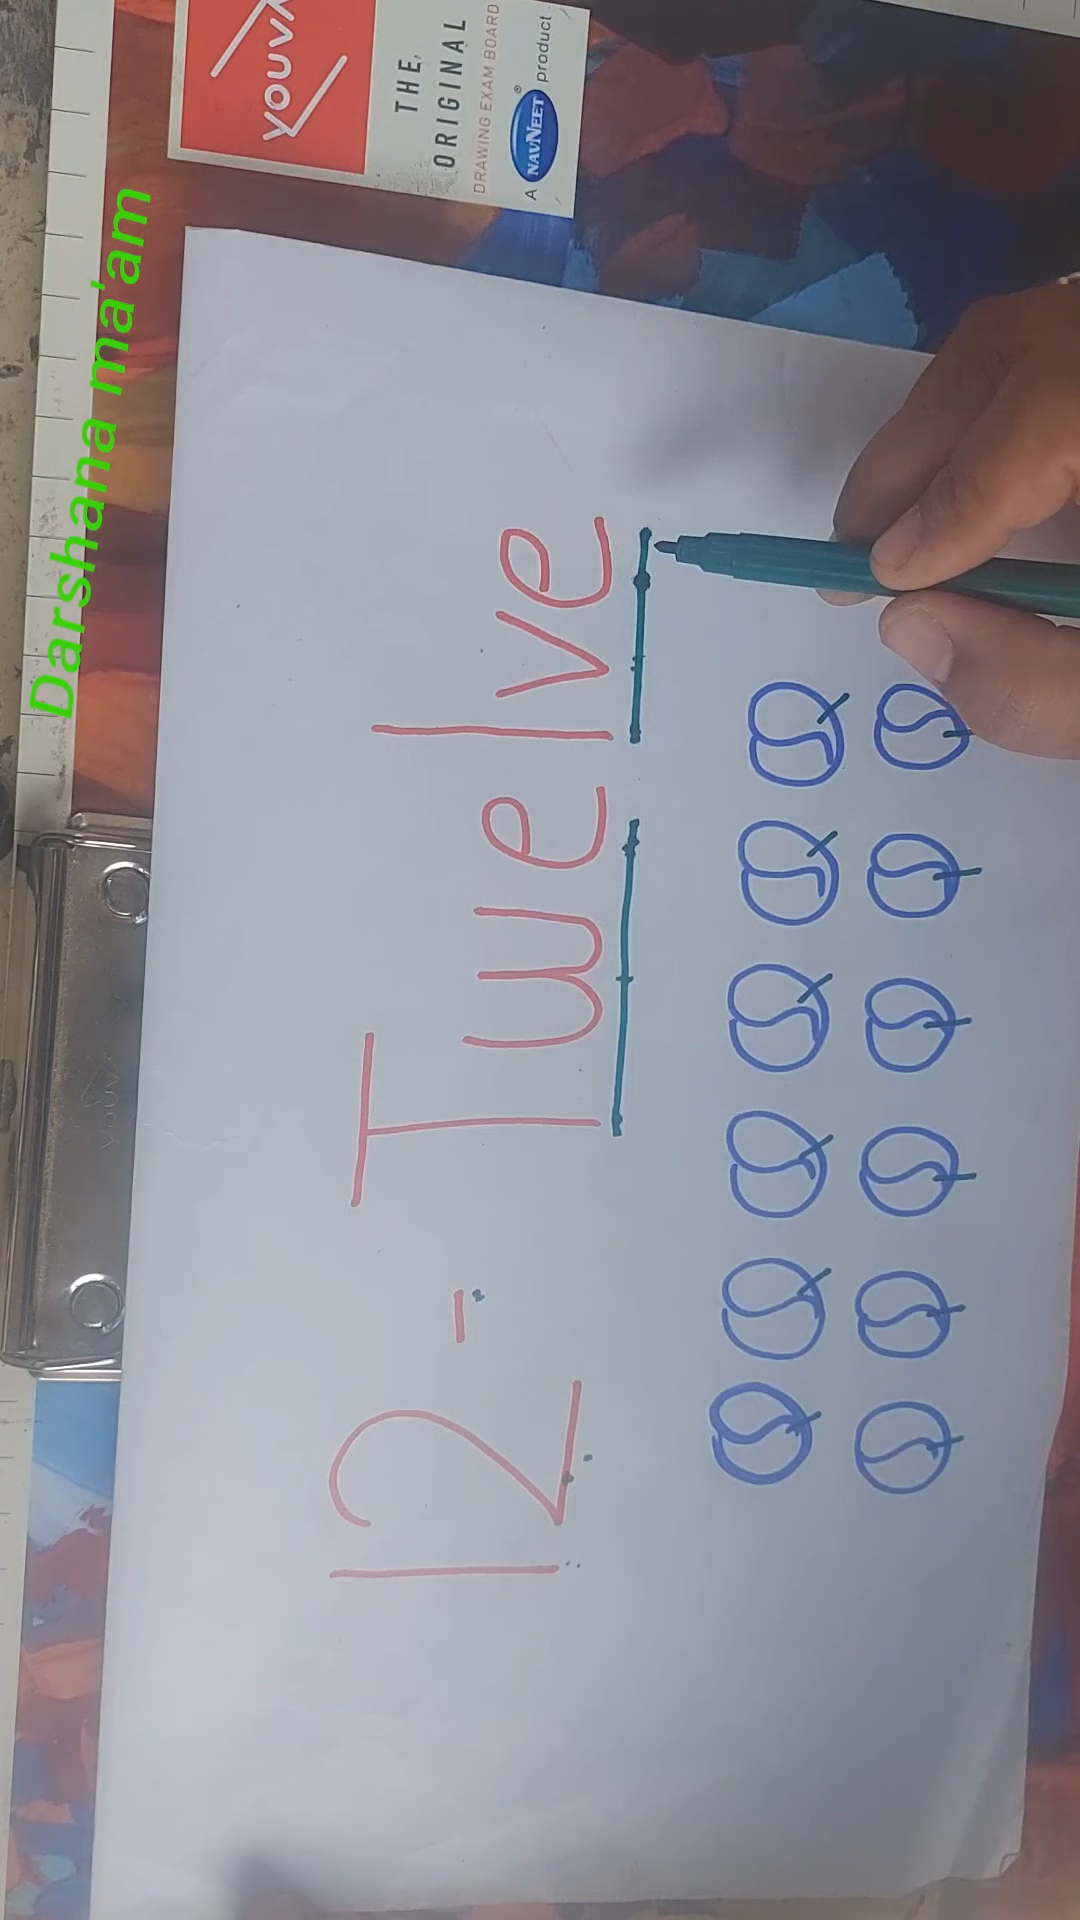 YOUVA
THE
ORIGINAL
DRAWING EXAM BOARD
A NAVNEET® product
Darshana ma'am
12 - Twelve